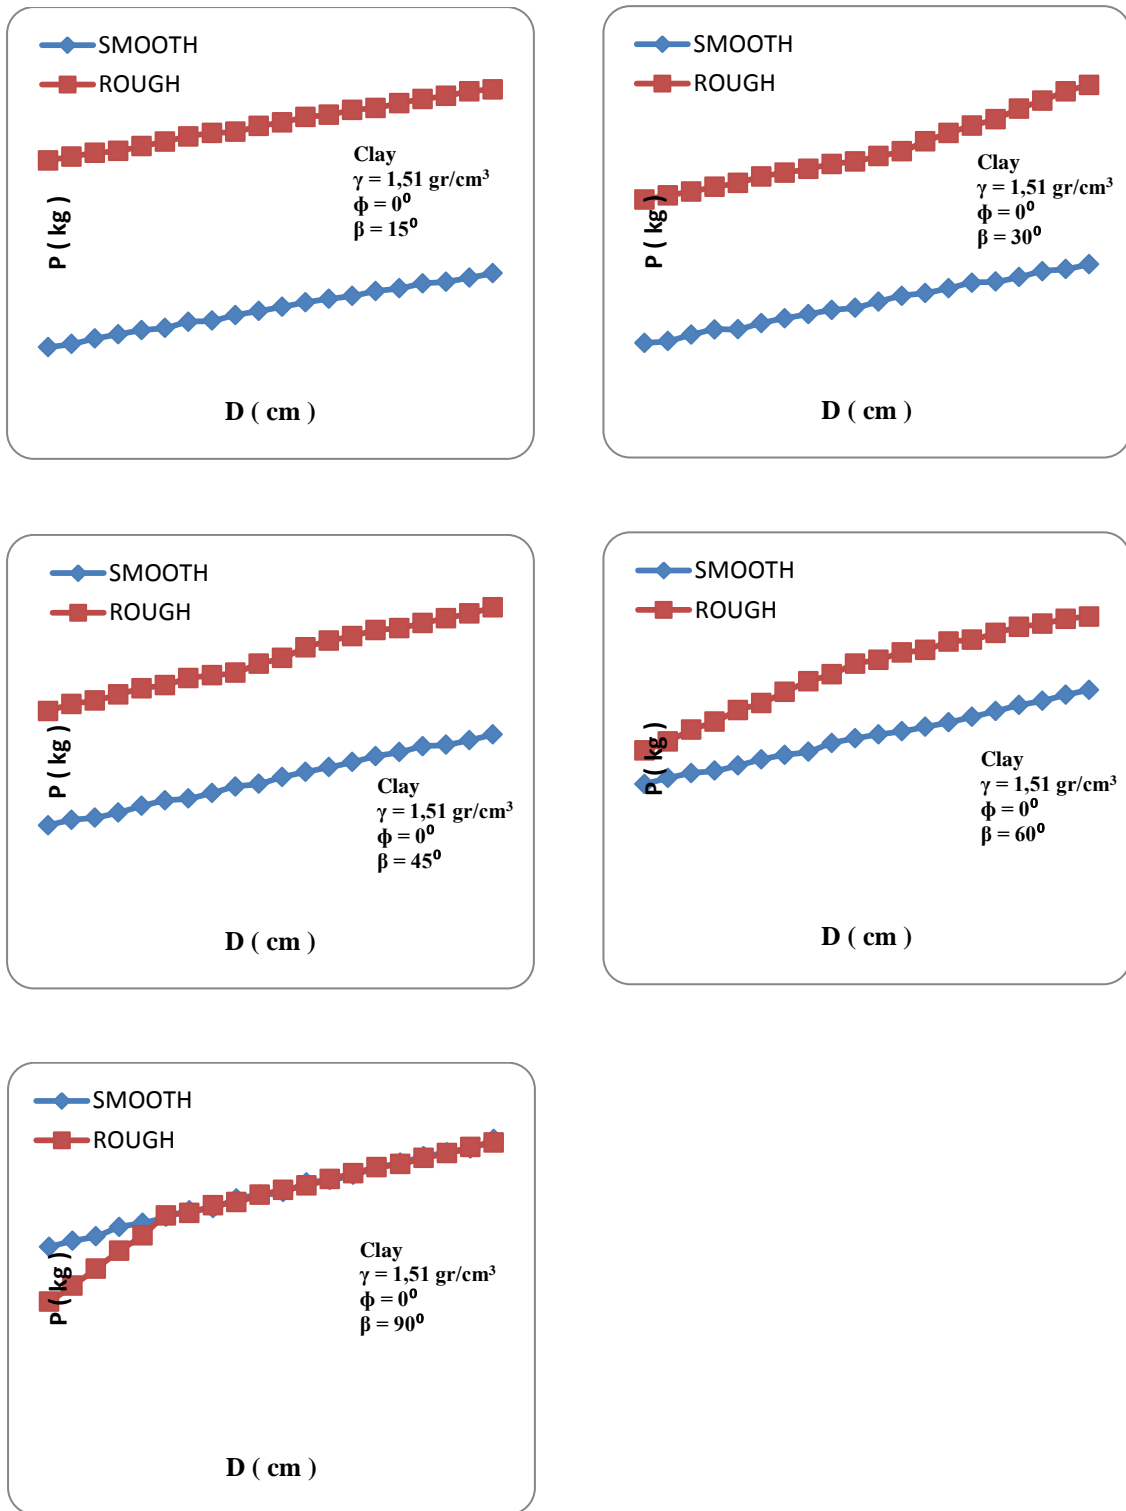 SMOOTH
ROUGH
P ( kg )
Clay
γ = 1,51 gr/cm³
ϕ = 0⁰
β = 15⁰
D ( cm )
SMOOTH
ROUGH
P ( kg )
Clay
γ = 1,51 gr/cm³
ϕ = 0⁰
β = 30⁰
D ( cm )
SMOOTH
ROUGH
P ( kg )
Clay
γ = 1,51 gr/cm³
ϕ = 0⁰
β = 45⁰
D ( cm )
SMOOTH
ROUGH
P ( kg )
Clay
γ = 1,51 gr/cm³
ϕ = 0⁰
β = 60⁰
D ( cm )
SMOOTH
ROUGH
P ( kg )
Clay
γ = 1,51 gr/cm³
ϕ = 0⁰
β = 90⁰
D ( cm )